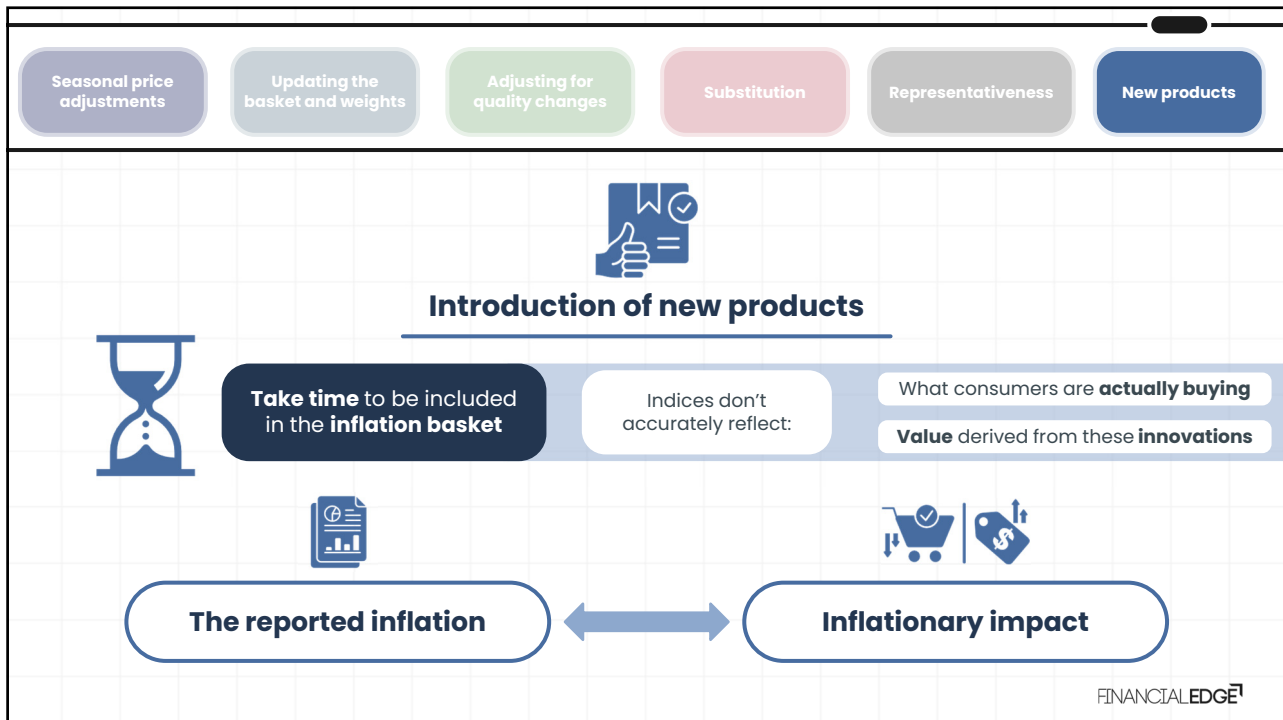 Seasonal price
adjustments
Updating the
basket and weights
Adjusting for
quality changes
Substitution
Representativeness
New products
Introduction of new products
Take time to be included
in the inflation basket
Indices don't
accurately reflect:
What consumers are actually buying
Value derived from these innovations
$
The reported inflation
Inflationary impact
FINANCIALEDGE